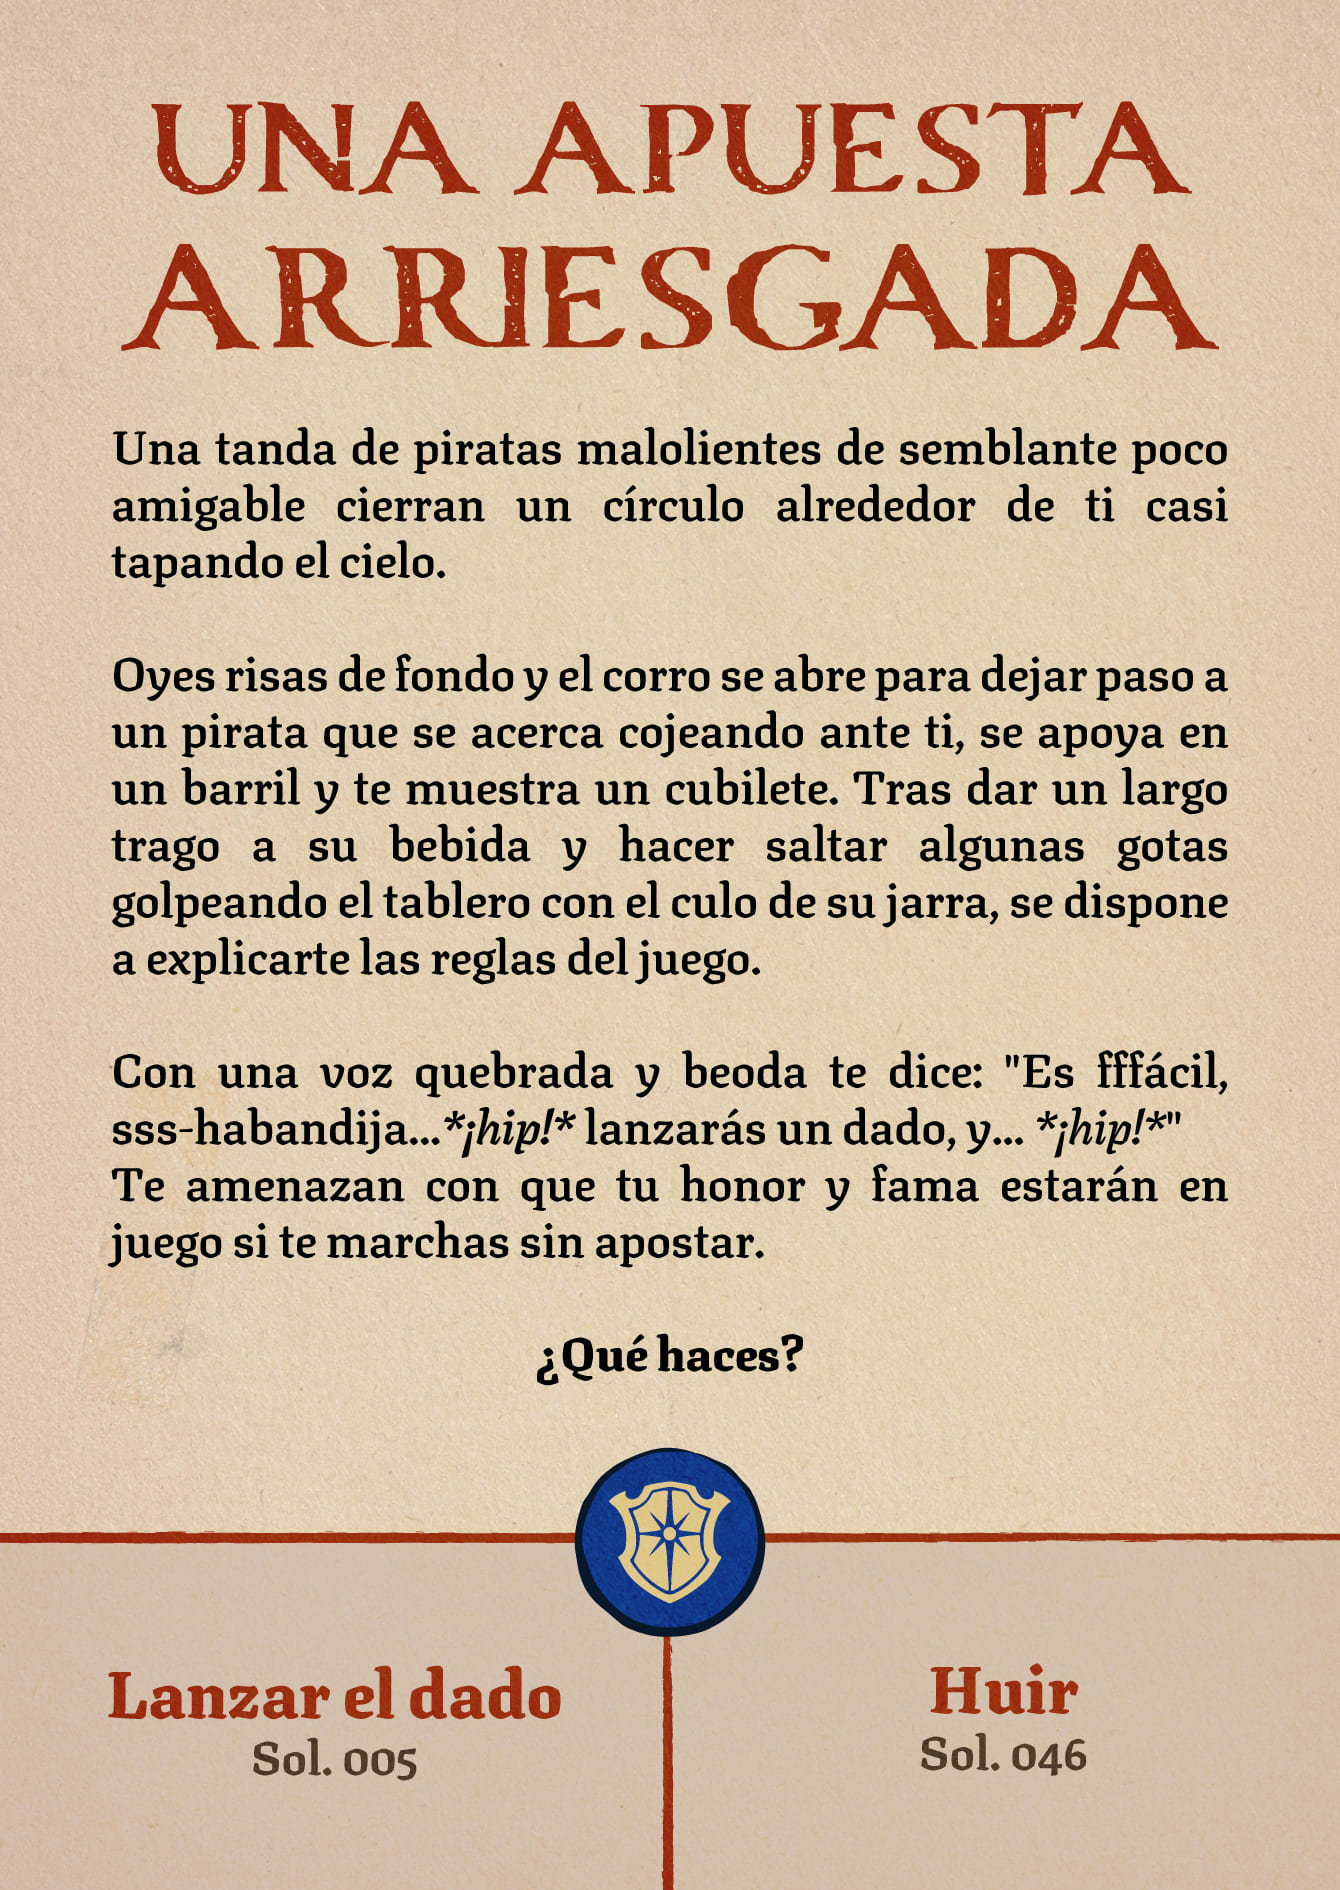 UNA APUESTA
ARRIESGADA
Una tanda de piratas malolientes de semblante poco
amigable cierran un círculo alrededor de ti casi
tapando el cielo.
Oyes risas de fondo y el corro se abre para dejar paso a
un pirata que se acerca cojeando ante ti, se apoya en
un barril y te muestra un cubilete. Tras dar un largo
trago a su bebida y hacer saltar algunas gotas
golpeando el tablero con el culo de su jarra, se dispone
a explicarte las reglas del juego.
Con una voz quebrada y beoda te dice: "Es fffácil,
sss-habandija...*¡hip!* lanzarás un dado, y... *¡hip!*"
Te amenazan con que tu honor y fama estarán en
juego si te marchas sin apostar.
¿Qué haces?
Lanzar el dado
Sol. 005
Huir
Sol. 046